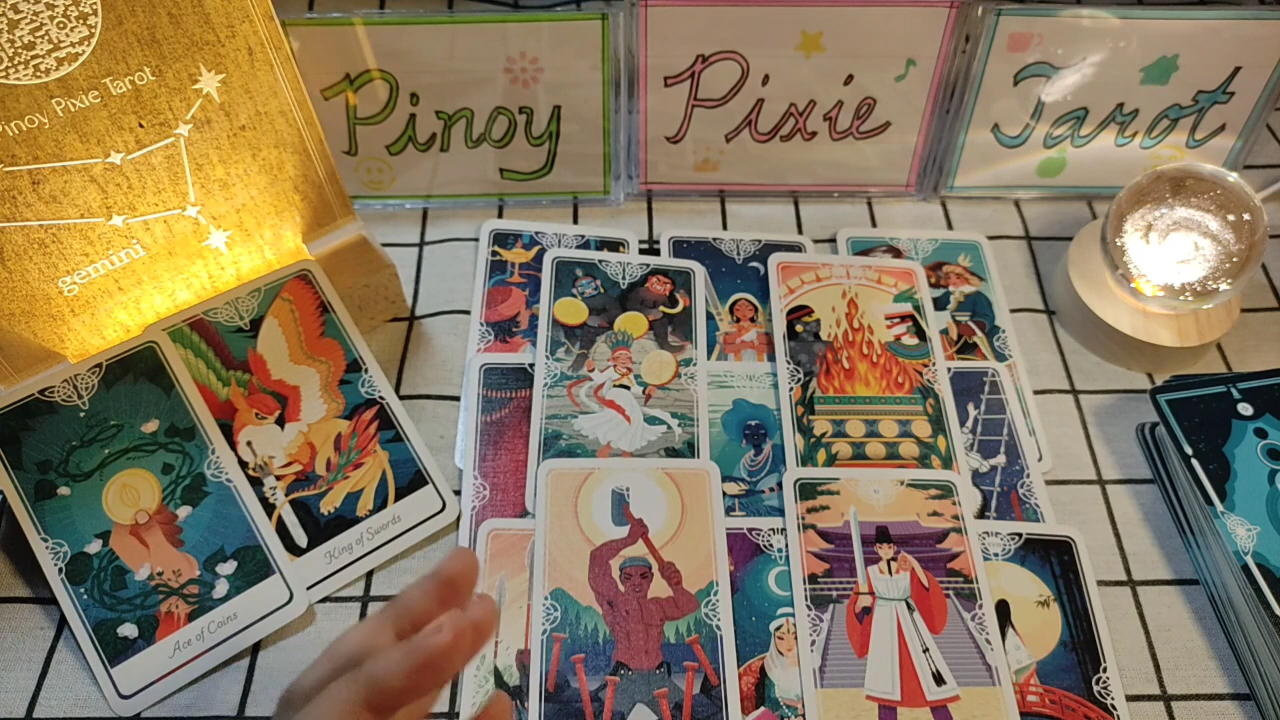 Pinoy Pixie Tarot
gemini
Pinoy
Pixie
Tarot
Ace of Coins
King of Swords